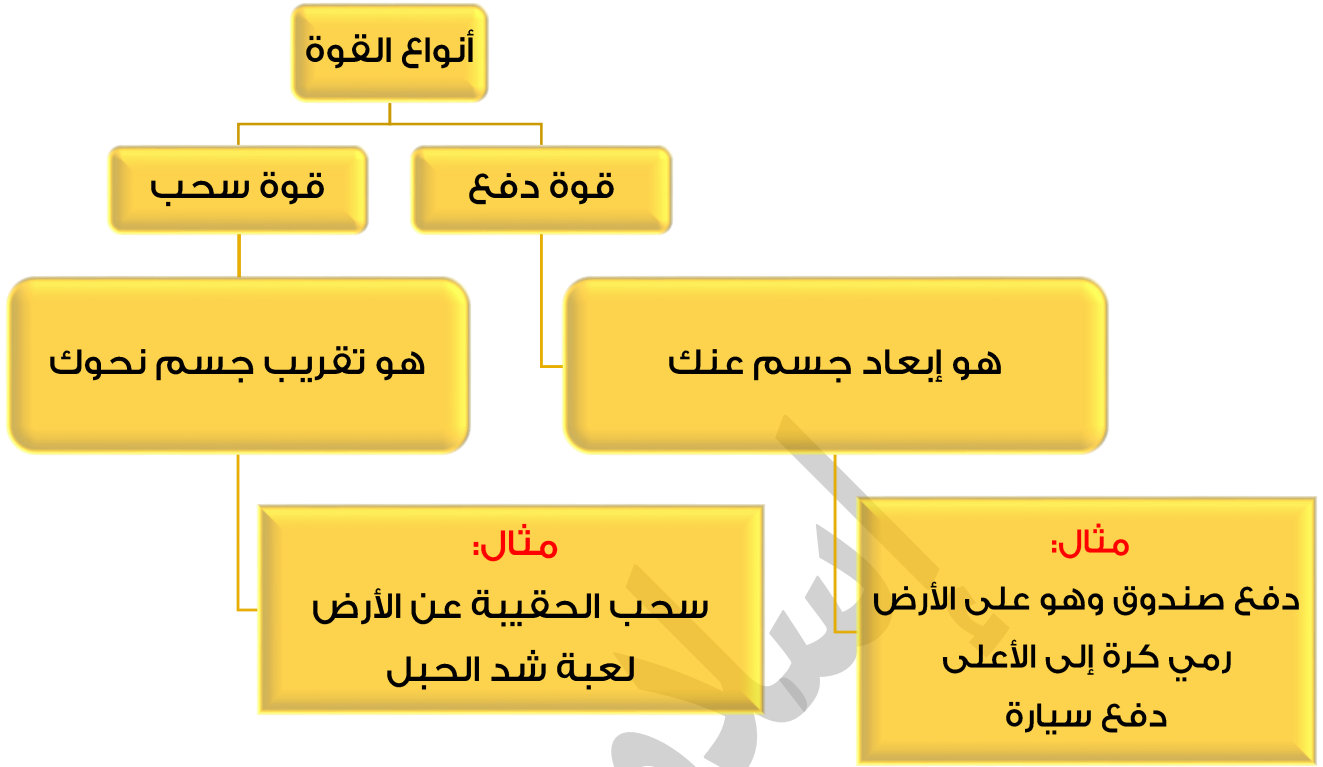 أنواع القوة
قوة دفع
قوة سحب
هو إبعاد جسم عنك
هو تقريب جسم نحوك
مثال:
دفع صندوق وهو على الأرض
رمي كرة إلى الأعلى
دفع سيارة
مثال:
سحب الحقيبة عن الأرض
لعبة شد الحبل